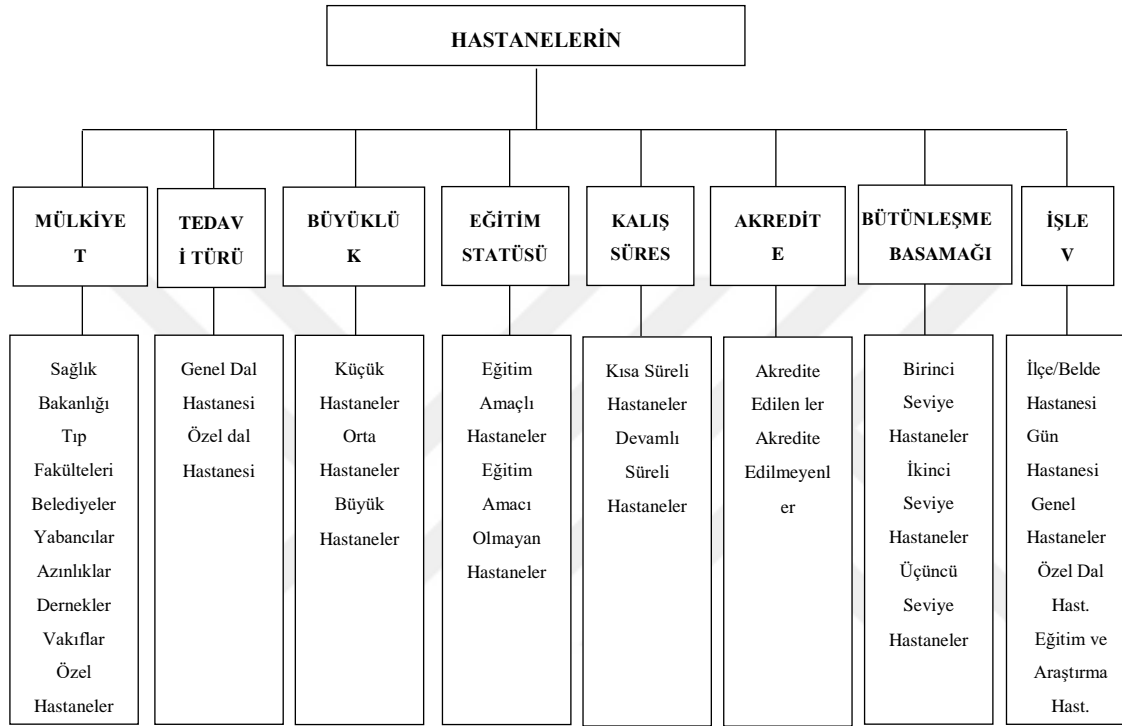 HASTANELERİN
MÜLKİYE
T
TEDAV
İ TÜRÜ
BÜYÜKLÜ
K
EĞİTİM
STATÜSÜ
KALIŞ
SÜRES
AKREDİT
E
BÜTÜNLEŞME
BASAMAĞI
İŞLE
V
Sağlık
Bakanlığı
Tıp
Fakülteleri
Belediyeler
Yabancılar
Azınlıklar
Dernekler
Vakıflar
Özel
Hastaneler
Genel Dal
Hastanesi
Özel dal
Hastanesi
Küçük
Hastaneler
Orta
Hastaneler
Büyük
Hastaneler
Eğitim
Amaçlı
Hastaneler
Eğitim
Amacı
Olmayan
Hastaneler
Kısa Süreli
Hastaneler
Devamlı
Süreli
Hastaneler
Akredite
Edilen ler
Akredite
Edilmeyenl
er
Birinci
Seviye
Hastaneler
İkinci
Seviye
Hastaneler
Üçüncü
Seviye
Hastaneler
İlçe/Belde
Hastanesi
Gün
Hastanesi
Genel
Hastaneler
Özel Dal
Hast.
Eğitim ve
Araştırma
Hast.